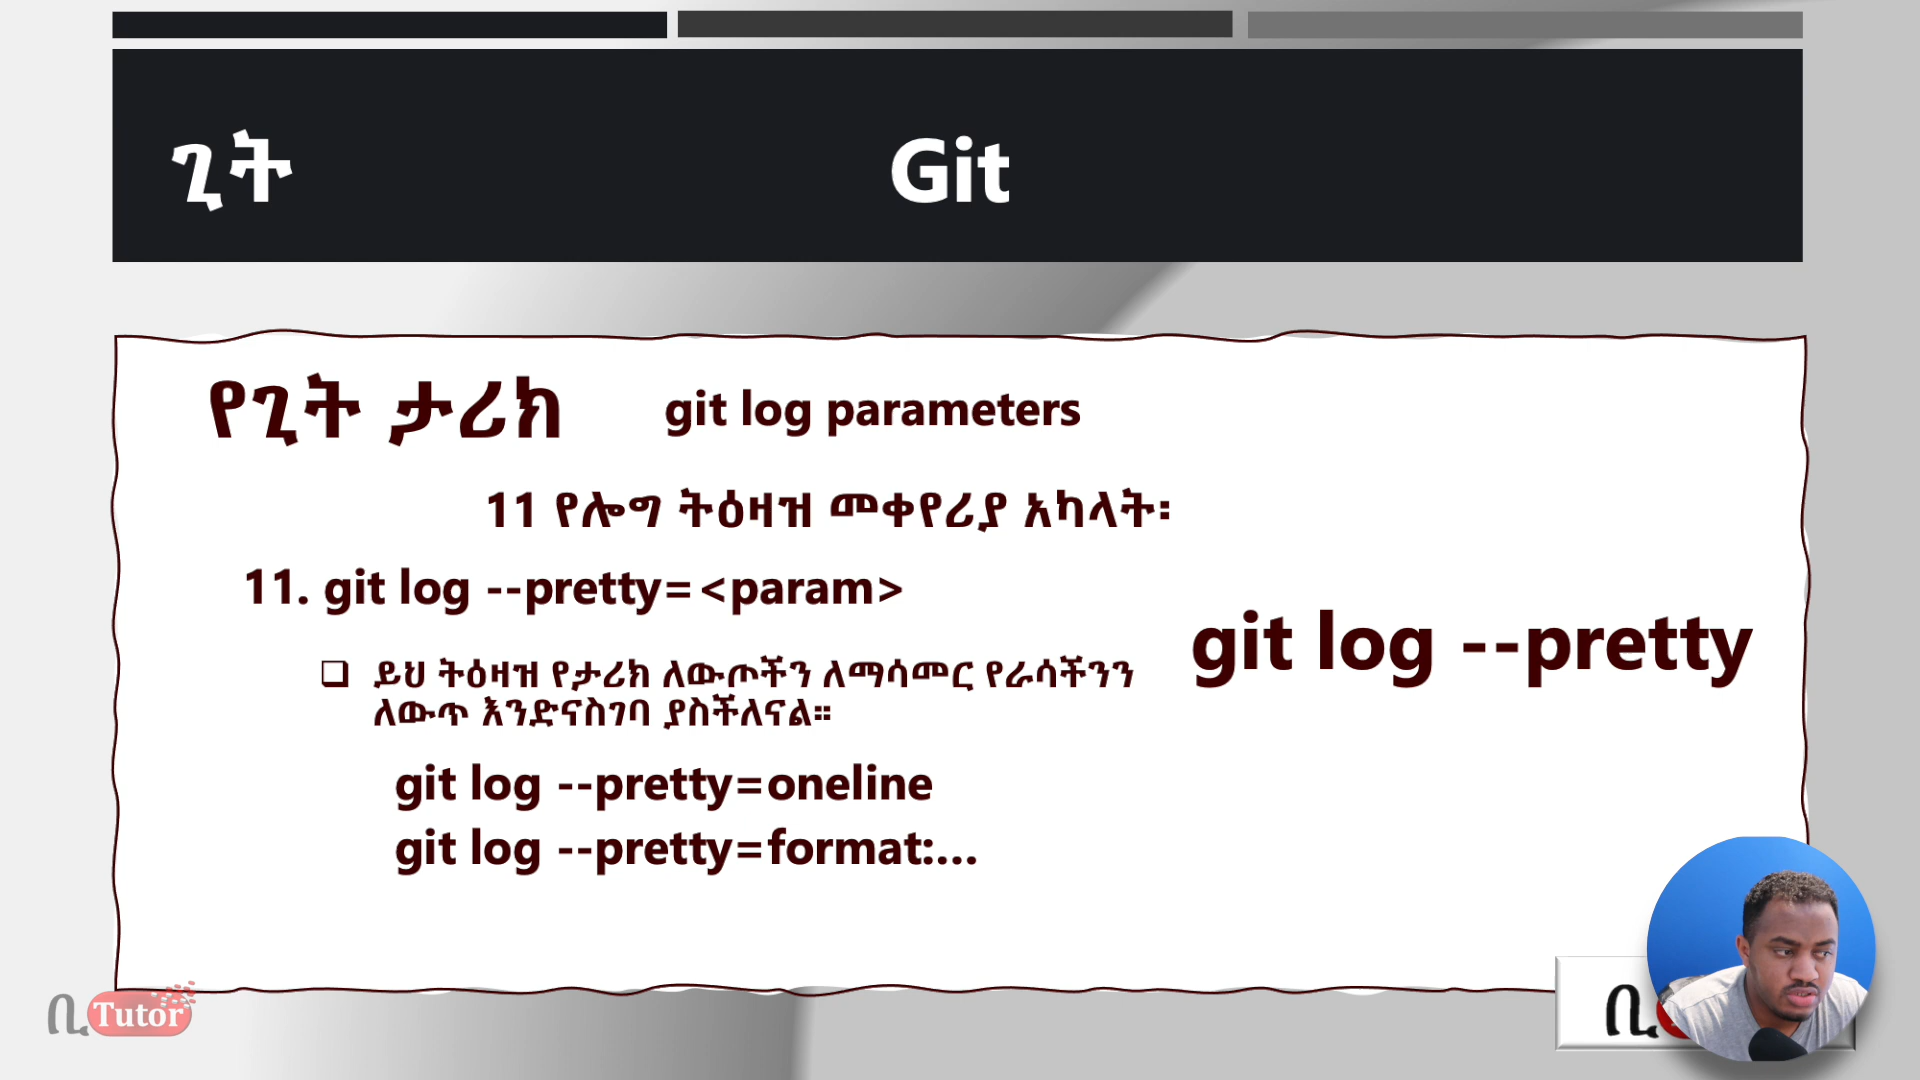 ጊት Git
የጊት ታሪክ git log parameters
11 የሎግ ትዕዛዝ መቀየሪያ አካላት፡
11. git log --pretty=<param>
❑ ይህ ትዕዛዝ የታሪክ ለውጦችን ለማሳመር የራሳችንን
ለውጥ እንድናስገባ ያስችለናል።
git log --pretty
git log --pretty=oneline
git log --pretty=format:...
ቢ Tutor
ቢ